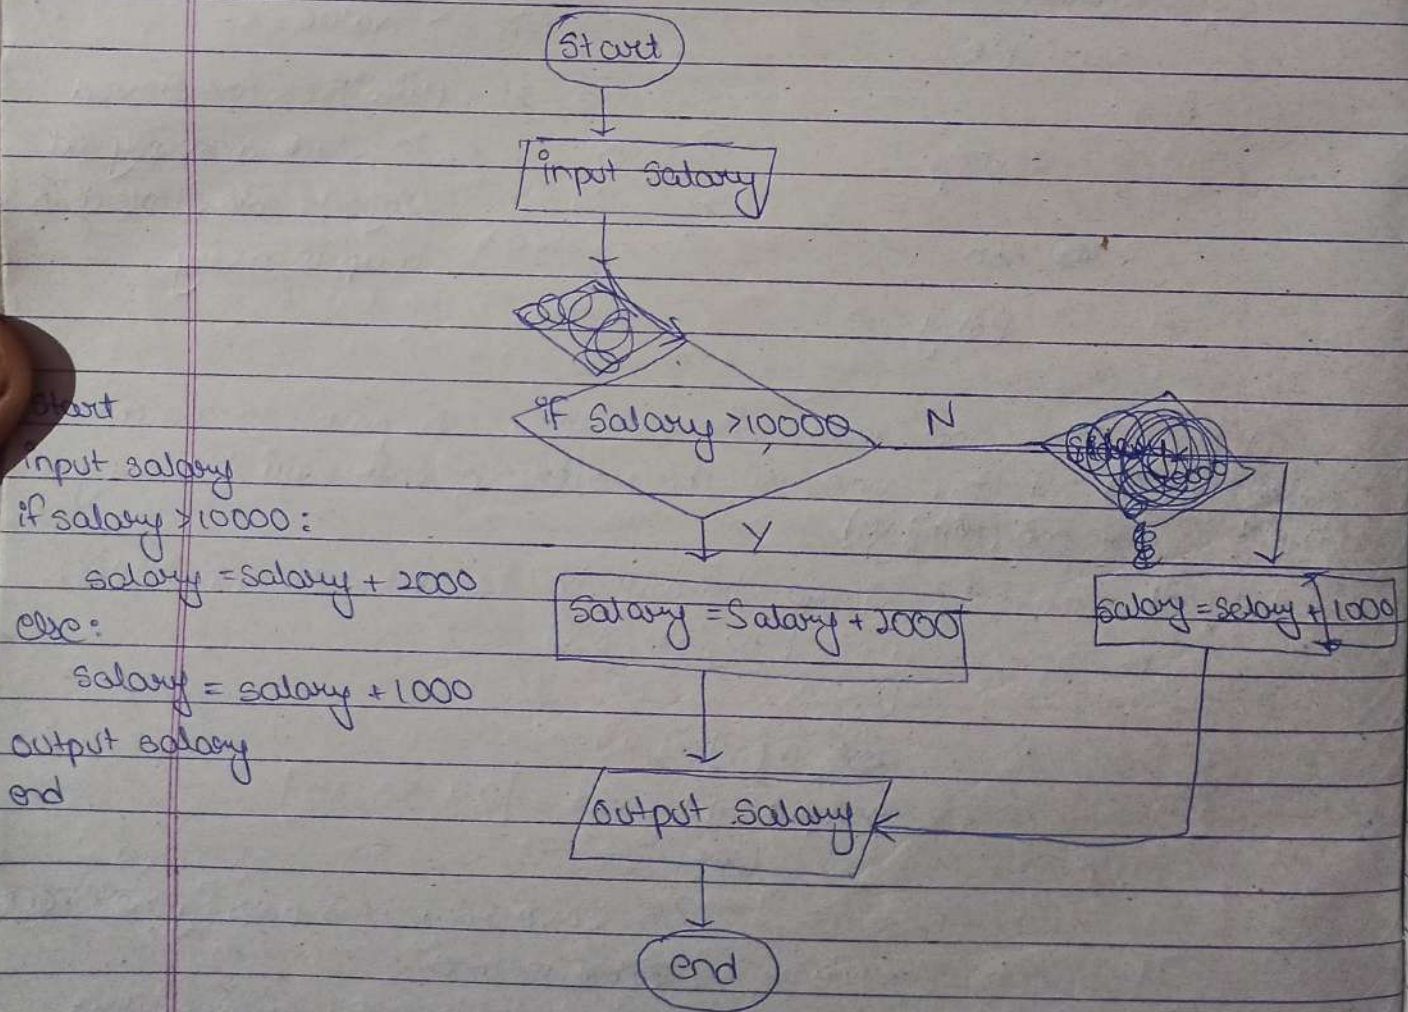 Start
input salary
if salary >10000
N
Y
salary = salary + 2000
salary = salary + 1000
output salary
end
start
input salary
if salary >10000:
salary = salary + 2000
else:
salary = salary + 1000
output salary
end